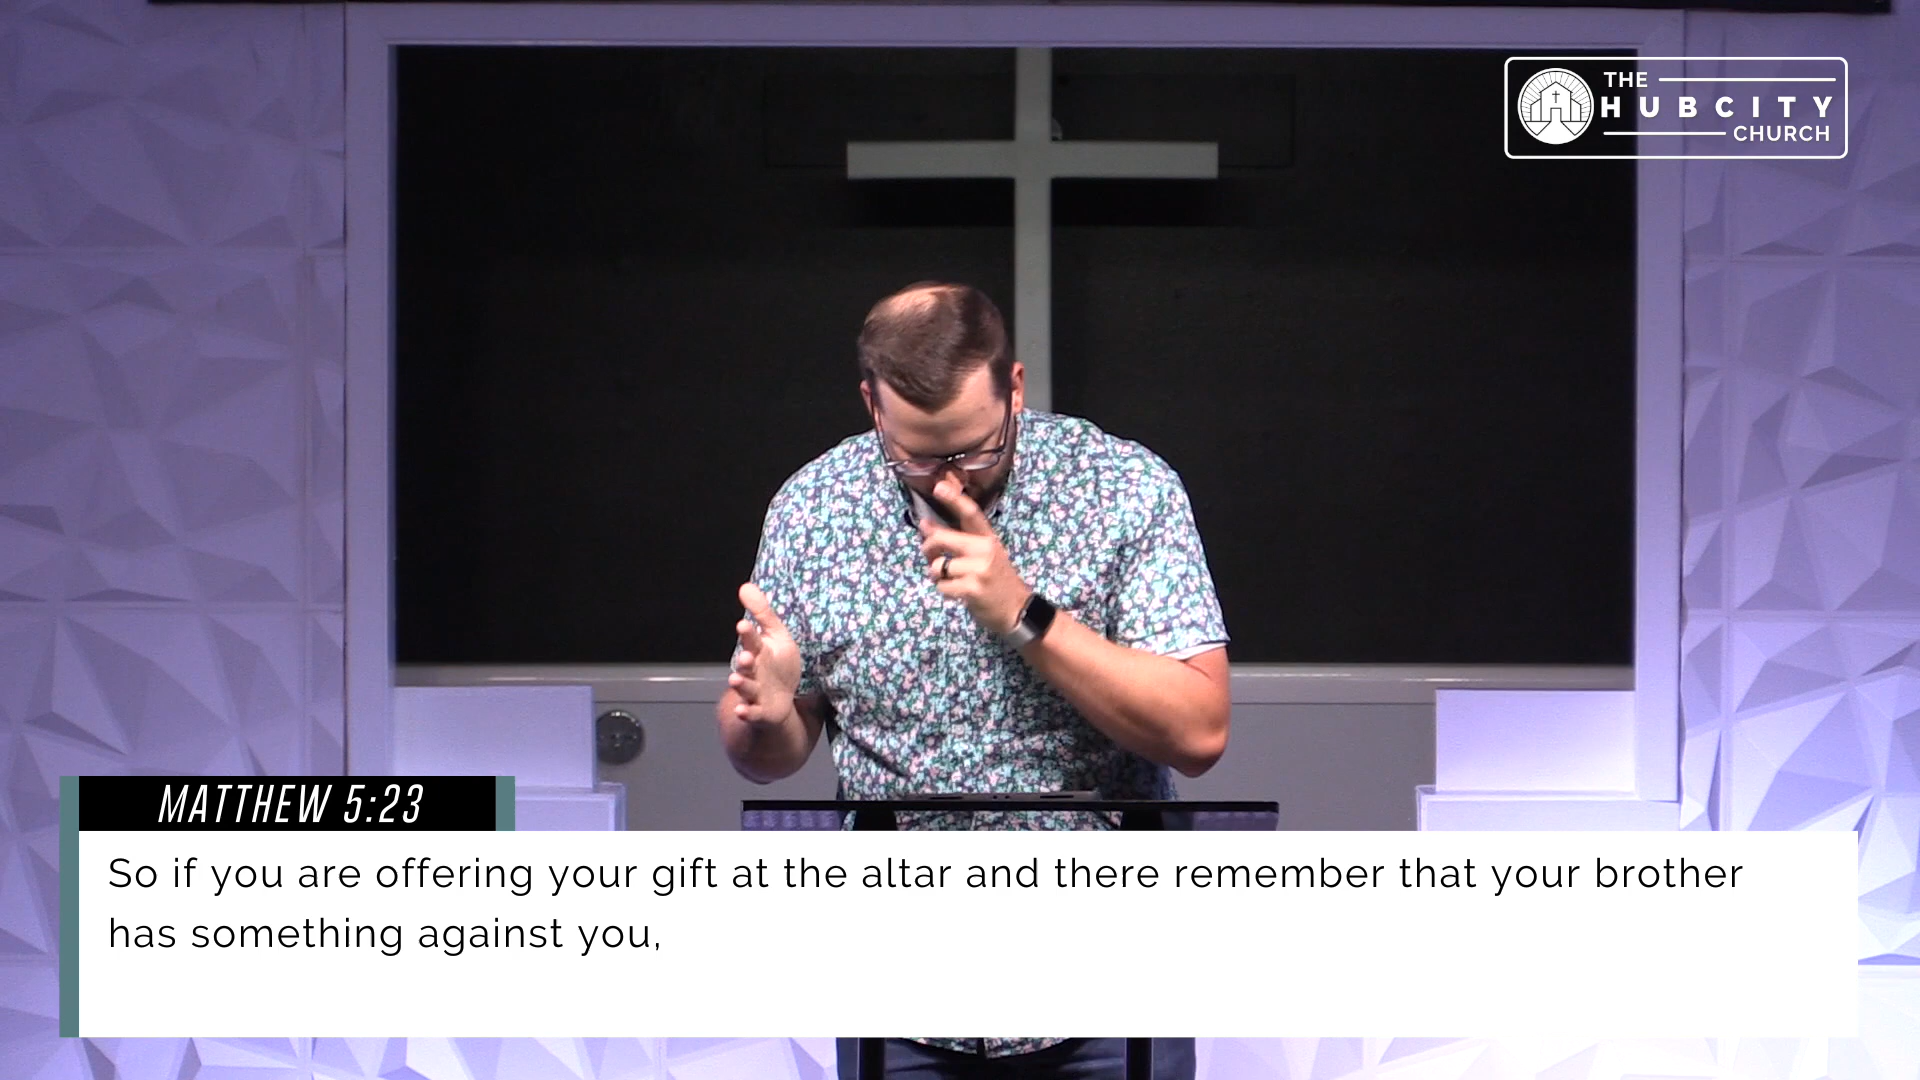 THE
HUBCITY
CHURCH
MATTHEW 5:23
So if you are offering your gift at the altar and there remember that your brother
has something against you,